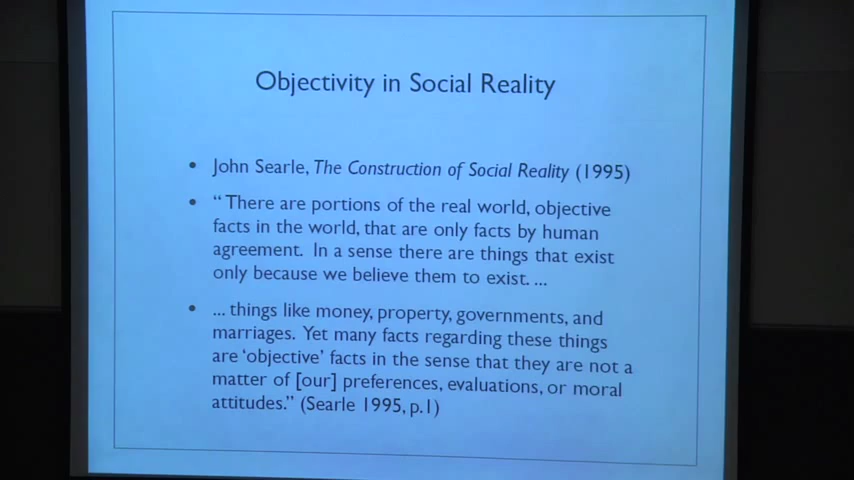 Objectivity in Social Reality
• John Searle, The Construction of Social Reality (1995)
• “ There are portions of the real world, objective
facts in the world, that are only facts by human
agreement. In a sense there are things that exist
only because we believe them to exist. ...
• ... things like money, property, governments, and
marriages. Yet many facts regarding these things
are ‘objective’ facts in the sense that they are not a
matter of [our] preferences, evaluations, or moral
attitudes.” (Searle 1995, p.1)